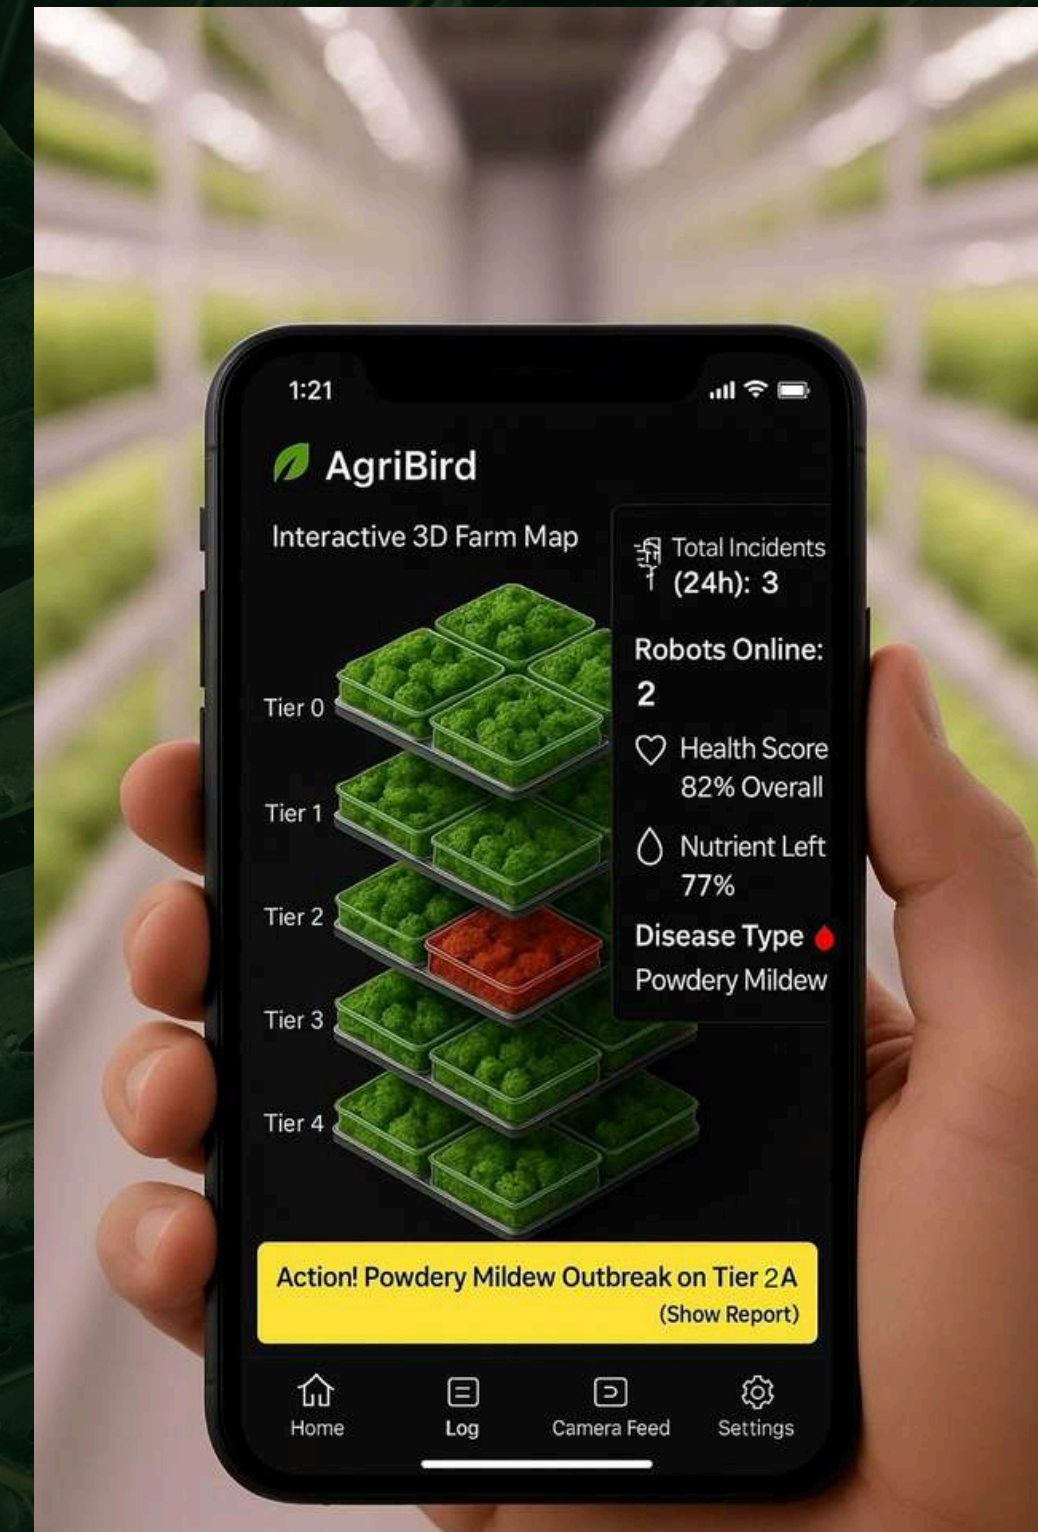 1:21
AgriBird
Interactive 3D Farm Map
Total Incidents
(24h): 3
Robots Online:
2
Health Score
82% Overall
Nutrient Left
77%
Disease Type
Powdery Mildew
Tier 0
Tier 1
Tier 2
Tier 3
Tier 4
Action! Powdery Mildew Outbreak on Tier 2A
(Show Report)
Home
Log
Camera Feed
Settings